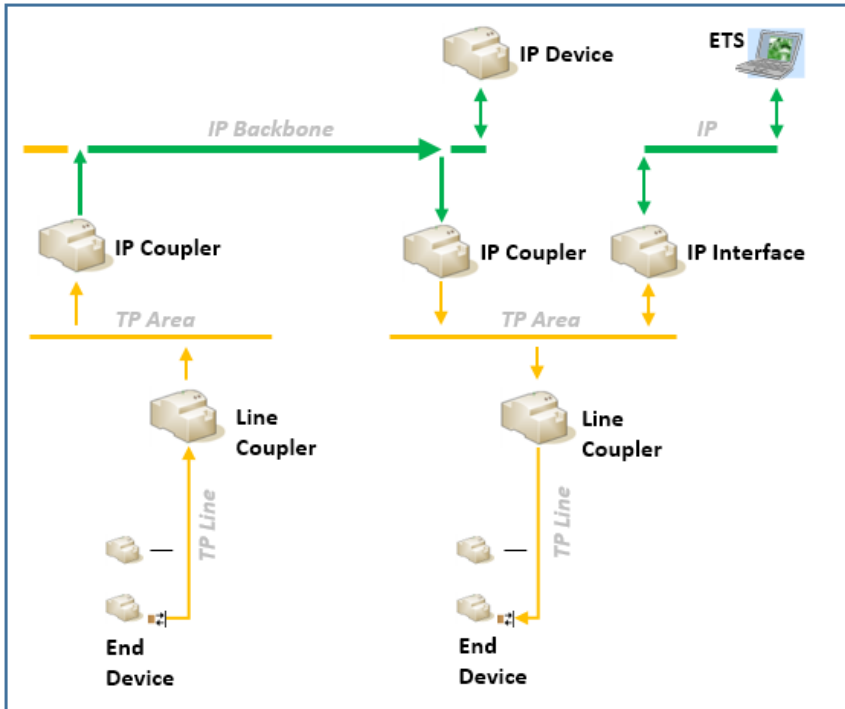 IP Device
ETS
IP Backbone
IP
IP Coupler
IP Coupler
IP Interface
TP Area
TP Area
Line
Coupler
Line
Coupler
TP Line
TP Line
End
Device
End
Device